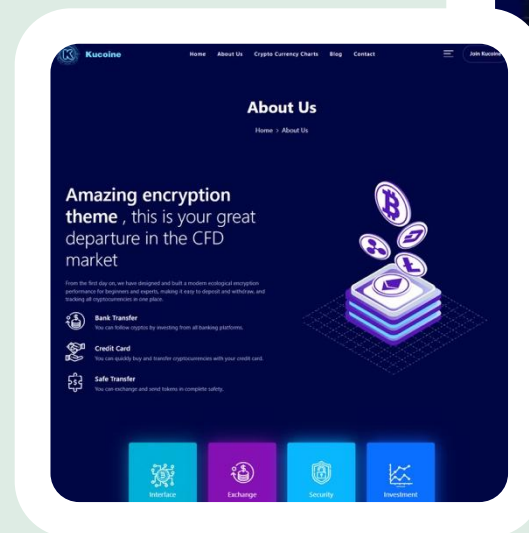 Kucoine
Home About Us Crypto Currency Charts Blog Contact
Join Kucoine
About Us
Home > About Us
Amazing encryption
theme , this is your great
departure in the CFD
market
From the first day on, we have designed and built a modern ecological encryption
performance for beginners and experts, making it easy to deposit and withdraw, and
tracking all cryptocurrencies in one place.
Bank Transfer
You can follow cryptos by investing from all banking platforms.
Credit Card
You can quickly buy and transfer cryptocurrencies with your credit card.
Safe Transfer
You can exchange and send tokens in complete safety.
Interface Exchange Security Investment